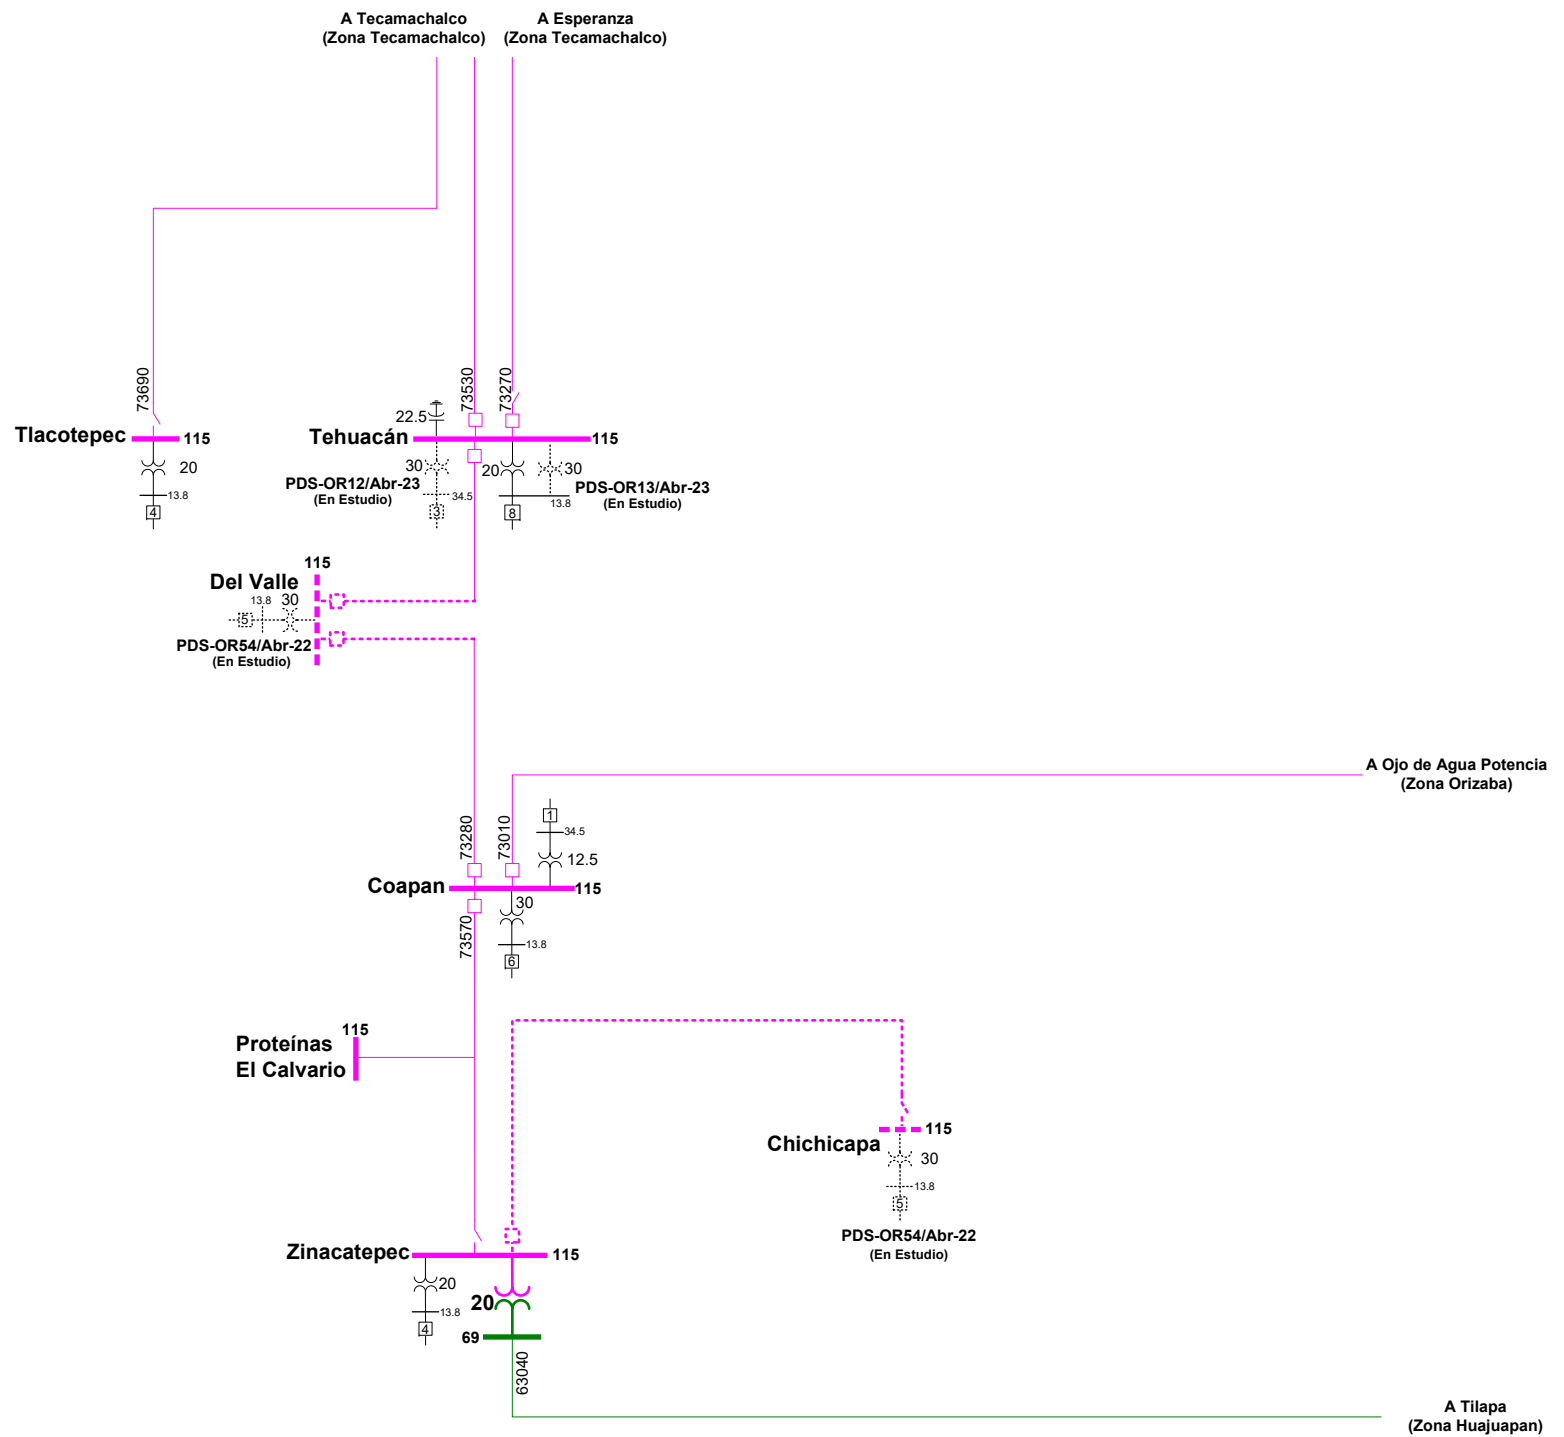 A Tecamachalco
(Zona Tecamachalco)
A Esperanza
(Zona Tecamachalco)
73690
73530
73270
Tlacotepec
115
20
13.8
4
22.5
Tehuacán
115
30
20
30
PDS-OR12/Abr-23
(En Estudio)
34.5
3
8
13.8
PDS-OR13/Abr-23
(En Estudio)
115
Del Valle
13.8
30
5
PDS-OR54/Abr-22
(En Estudio)
A Ojo de Agua Potencia
(Zona Orizaba)
73280
73010
1
34.5
12.5
Coapan
115
30
73570
13.8
6
115
Proteínas
El Calvario
115
Chichicapa
30
13.8
5
PDS-OR54/Abr-22
(En Estudio)
Zinacatepec
115
20
13.8
4
20
69
63040
A Tilapa
(Zona Huajuapan)